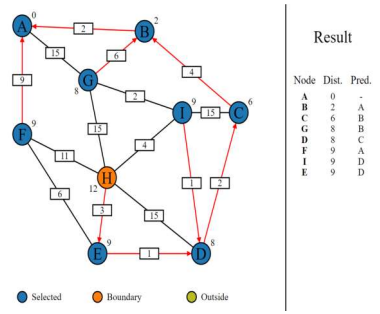 0
A
2
B
2
15
6
4
G
8
9
2
9
I
15
6
C
9
F
15
4
11
H
12
6
3
1
2
15
9
E
1
8
D
Selected
Boundary
Outside
Result
Node Dist. Pred.
A 0 -
B 2 A
C 6 B
G 8 B
D 8 C
F 9 A
I 9 D
E 9 D